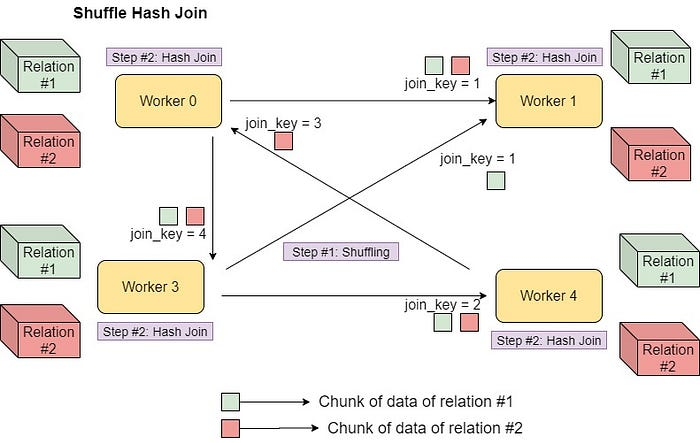 Shuffle Hash Join
Step #2: Hash Join
Step #2: Hash Join
Relation
#1
Relation
#1
Worker 0
Worker 1
join_key = 1
Relation
#2
join_key = 3
Relation
#2
join_key = 1
join_key = 4
Relation
#1
Step #1: Shuffling
Relation
#1
Worker 3
Worker 4
join_key = 2
Relation
#2
Step #2: Hash Join
Step #2: Hash Join
Relation
#2
Chunk of data of relation #1
Chunk of data of relation #2